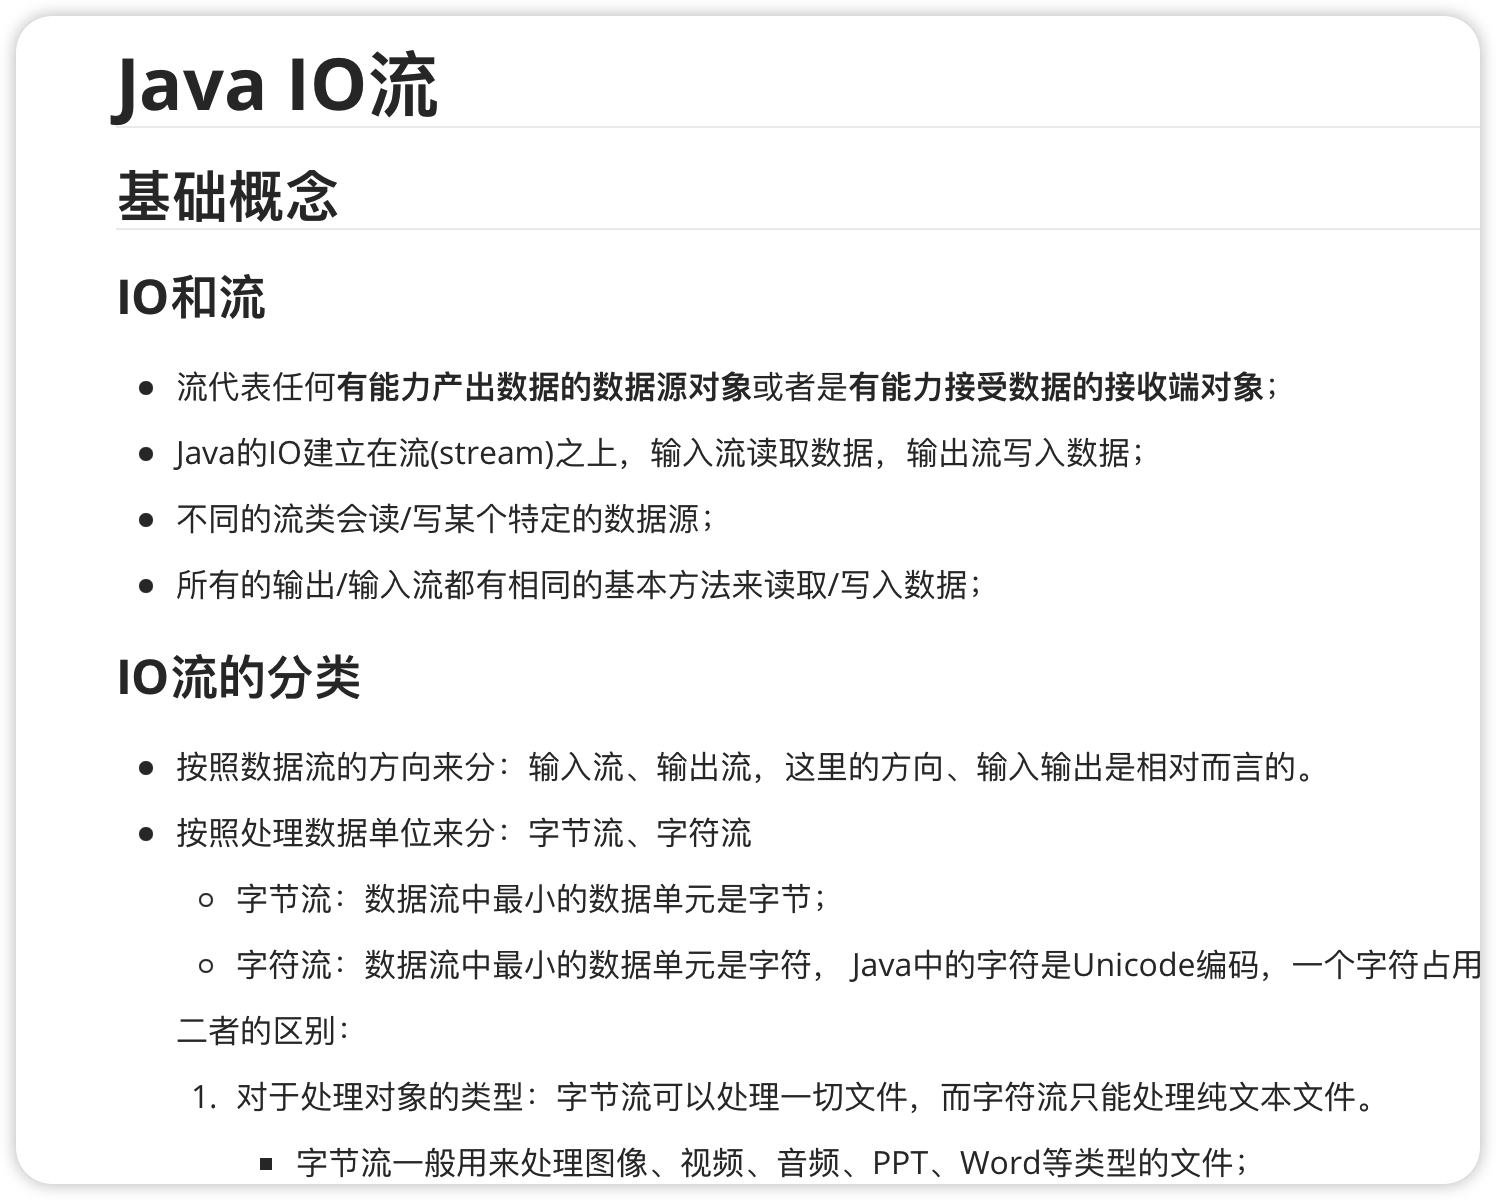 Java IO流
基础概念
IO和流
流代表任何有能力产出数据的数据源对象或者是有能力接受数据的接收端对象；
Java的IO建立在流(stream)之上，输入流读取数据，输出流写入数据；
不同的流类会读/写某个特定的数据源；
所有的输出/输入流都有相同的基本方法来读取/写入数据；
IO流的分类
按照数据流的方向来分：输入流、输出流，这里的方向、输入输出是相对而言的。
按照处理数据单位来分：字节流、字符流
字节流：数据流中最小的数据单元是字节；
字符流：数据流中最小的数据单元是字符， Java中的字符是Unicode编码，一个字符占用
二者的区别：
1. 对于处理对象的类型：字节流可以处理一切文件，而字符流只能处理纯文本文件。
字节流一般用来处理图像、视频、音频、PPT、Word等类型的文件；